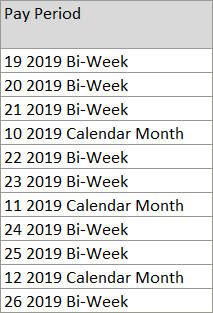 Pay Period
19 2019 Bi-Week
20 2019 Bi-Week
21 2019 Bi-Week
10 2019 Calendar Month
22 2019 Bi-Week
23 2019 Bi-Week
11 2019 Calendar Month
24 2019 Bi-Week
25 2019 Bi-Week
12 2019 Calendar Month
26 2019 Bi-Week